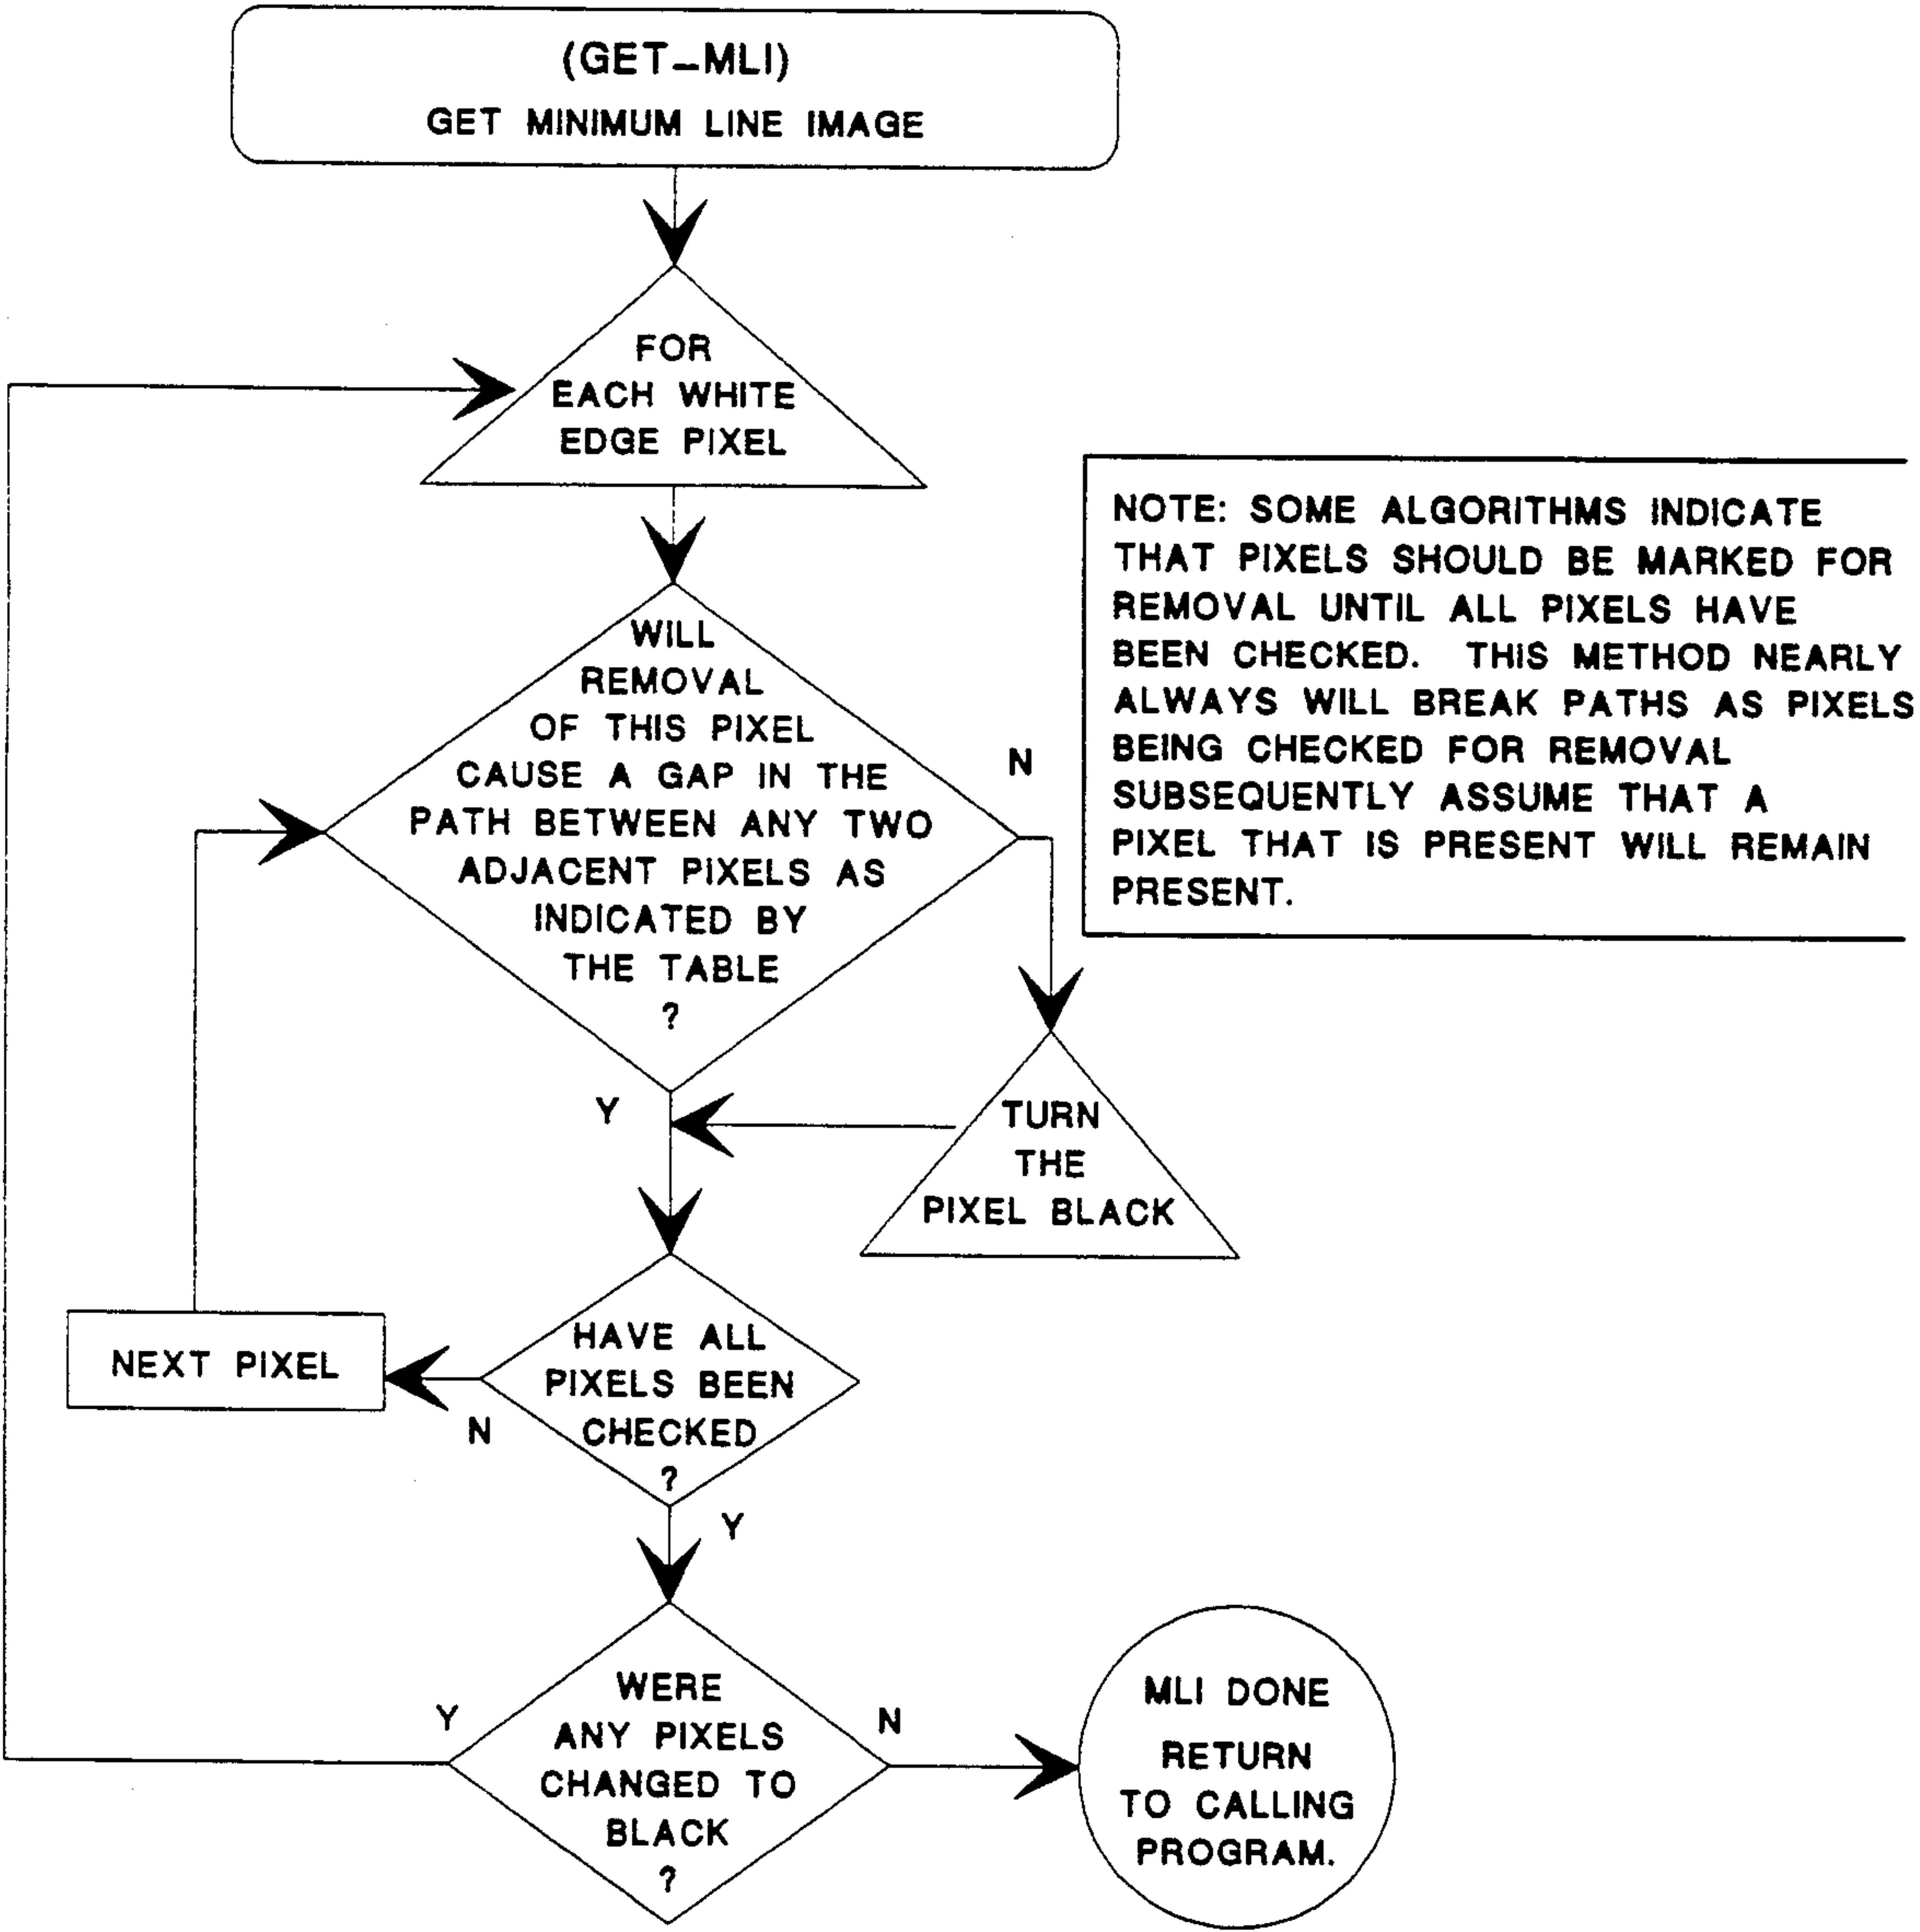 (GET-MLI)
GET MINIMUM LINE IMAGE
FOR
EACH WHITE
EDGE PIXEL
NOTE: SOME ALGORITHMS INDICATE
THAT PIXELS SHOULD BE MARKED FOR
REMOVAL UNTIL ALL PIXELS HAVE
BEEN CHECKED. THIS METHOD NEARLY
ALWAYS WILL BREAK PATHS AS PIXELS
BEING CHECKED FOR REMOVAL
SUBSEQUENTLY ASSUME THAT A
PIXEL THAT IS PRESENT WILL REMAIN
PRESENT.
WILL
REMOVAL
OF THIS PIXEL
CAUSE A GAP IN THE
PATH BETWEEN ANY TWO
ADJACENT PIXELS AS
INDICATED BY
THE TABLE
?
N
Y
TURN
THE
PIXEL BLACK
HAVE ALL
PIXELS BEEN
CHECKED
?
N
NEXT PIXEL
Y
WERE
ANY PIXELS
CHANGED TO
BLACK
?
Y
N
MLI DONE
RETURN
TO CALLING
PROGRAM.